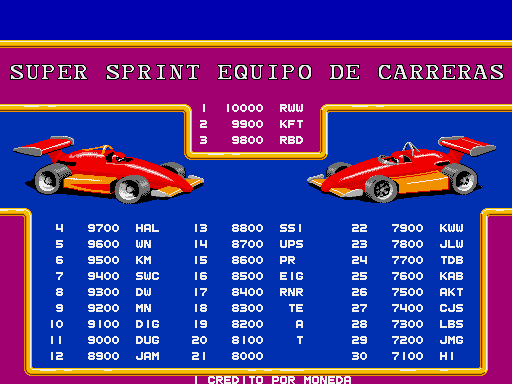 SUPER SPRINT EQUIPO DE CARRERAS
1 10000 RWW
2 9900 KFT
3 9800 RBD
4 9700 HAL 13 8800 SSI 22 7900 KWW
5 9600 WN 14 8700 UPS 23 7800 JLW
6 9500 KM 15 8600 PR 24 7700 TDB
7 9400 SWC 16 8500 EIG 25 7600 KAB
8 9300 DW 17 8400 RNR 26 7500 AKT
9 9200 MN 18 8300 TE 27 7400 CJS
10 9100 DIG 19 8200 A 28 7300 LBS
11 9000 DUG 20 8100 T 29 7200 JMG
12 8900 JAM 21 8000 30 7100 HI
1 CREDITO POR MONEDA